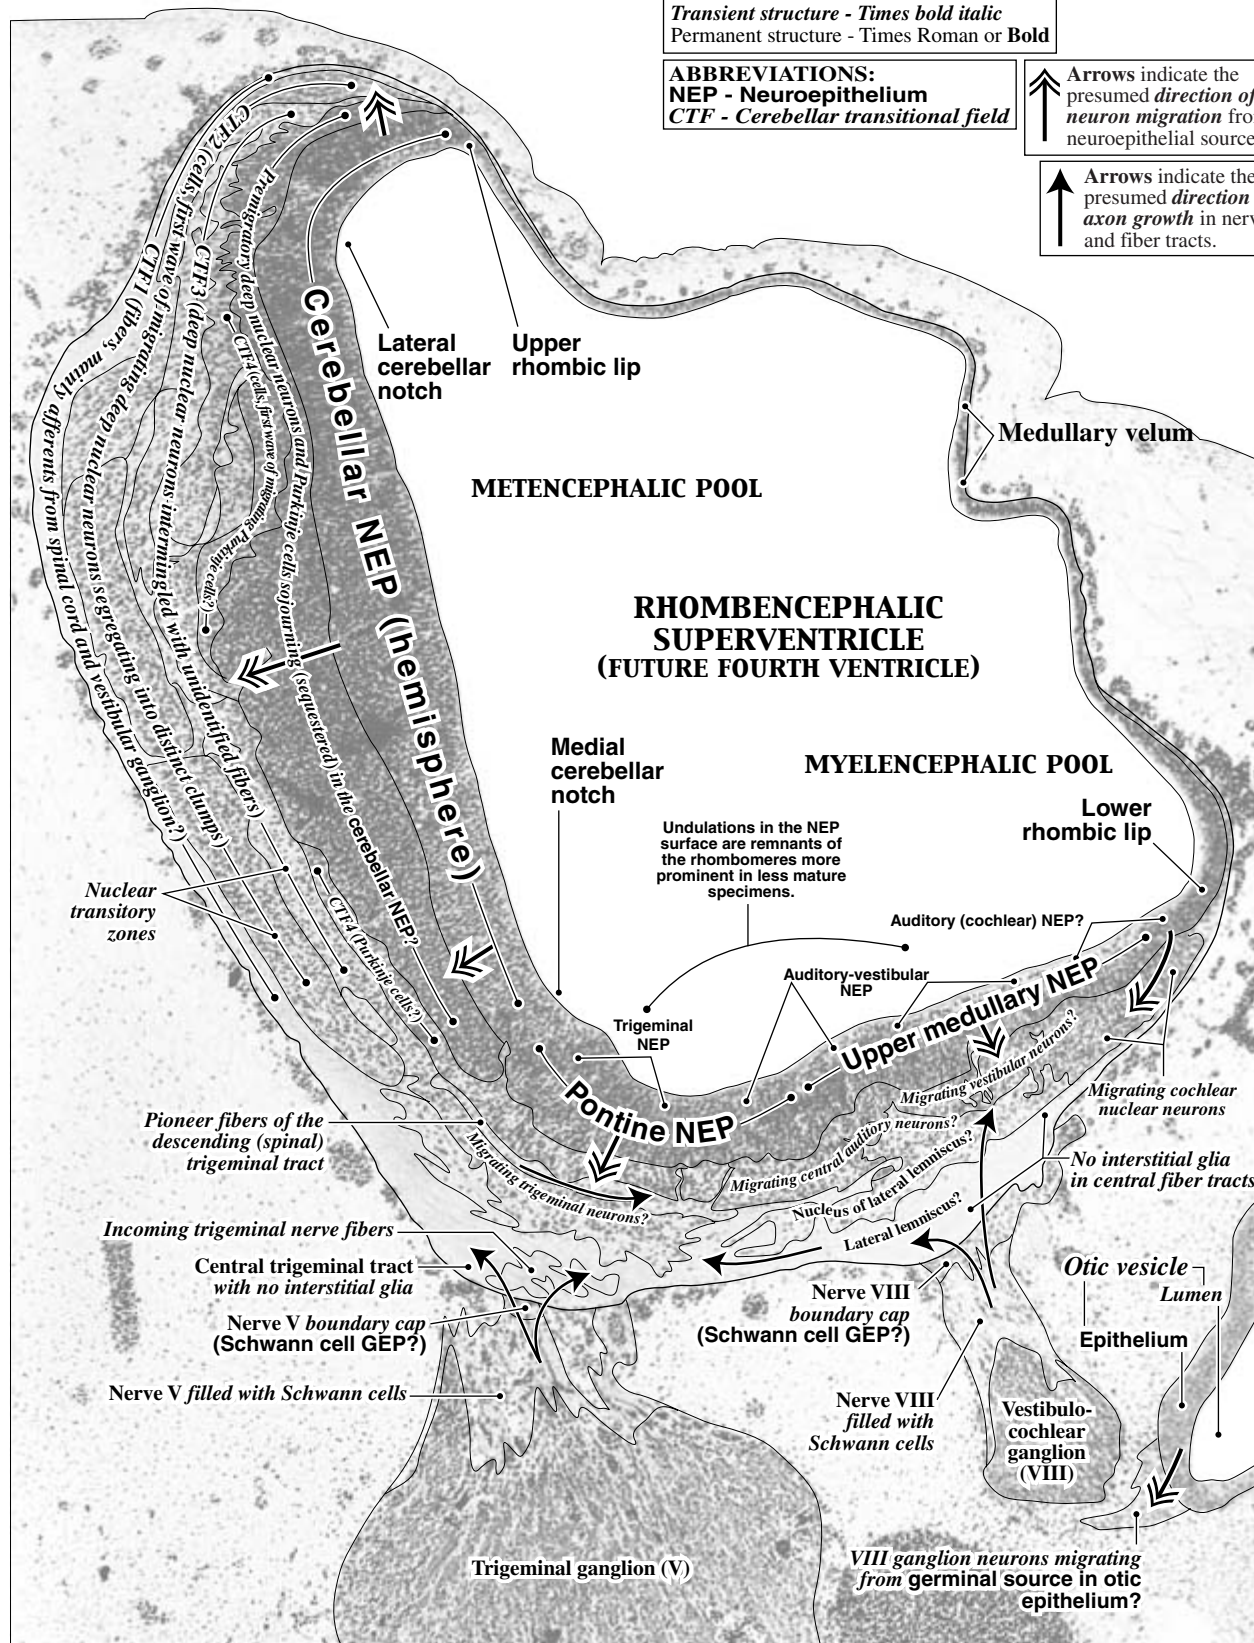 Transient structure - Times bold italic
Permanent structure - Times Roman or Bold
ABBREVIATIONS:
NEP - Neuroepithelium
CTF - Cerebellar transitional field
Arrows indicate the
presumed direction of
neuron migration
neuroepithelial source
Arrows indicate the
presumed direction
axon growth in
and fiber tracts.
CTF2 (cells, first wave of migrating deep nuclear neurons segregating into distinct clumps)
CTF1 (fibers, mainly afferents from spinal cord and vestibular ganglion?)
CTF3 (deep nuclear neurons intermingled with unidentified fibers)
Premigratory deep nuclear neurons and Purkinje cells sojourning (sequestered) in the cerebellar NEP?
CTF4 (cells, first wave of migrating Purkinje cells?)
Cerebellar NEP (hemisphere)
Lateral
cerebellar
notch
Upper
rhombic lip
Medullary velum
METENCEPHALIC POOL
RHOMBENCEPHALIC
SUPERVENTRICLE
(FUTURE FOURTH VENTRICLE)
Medial
cerebellar
notch
MYELENCEPHALIC POOL
Lower
rhombic lip
Undulations in the NEP
surface are remnants of
the rhombomeres more
prominent in less mature
specimens.
Nuclear
transitory
zones
CTF4 (Purkinje cells?)
Auditory (cochlear) NEP?
Auditory-vestibular
NEP
Trigeminal
NEP
Upper medullary NEP
Pontine NEP
Migrating vestibular neurons?
Migrating cochlear
nuclear neurons
Pioneer fibers of the
descending (spinal)
trigeminal tract
Migrating trigeminal neurons?
Migrating central auditory neurons?
Nucleus of lateral lemniscus?
Lateral lemniscus?
No interstitial glia
in central fiber tracts
Incoming trigeminal nerve fibers
Central trigeminal tract
with no interstitial glia
Nerve V boundary cap
(Schwann cell GEP?)
Nerve VIII
boundary cap
(Schwann cell GEP?)
Otic vesicle
Lumen
Epithelium
Nerve V filled with Schwann cells
Nerve VIII
filled with
Schwann cells
Vestibulo-
cochlear
ganglion
(VIII)
Trigeminal ganglion (V)
VIII ganglion neurons migrating
from germinal source in otic
epithelium?